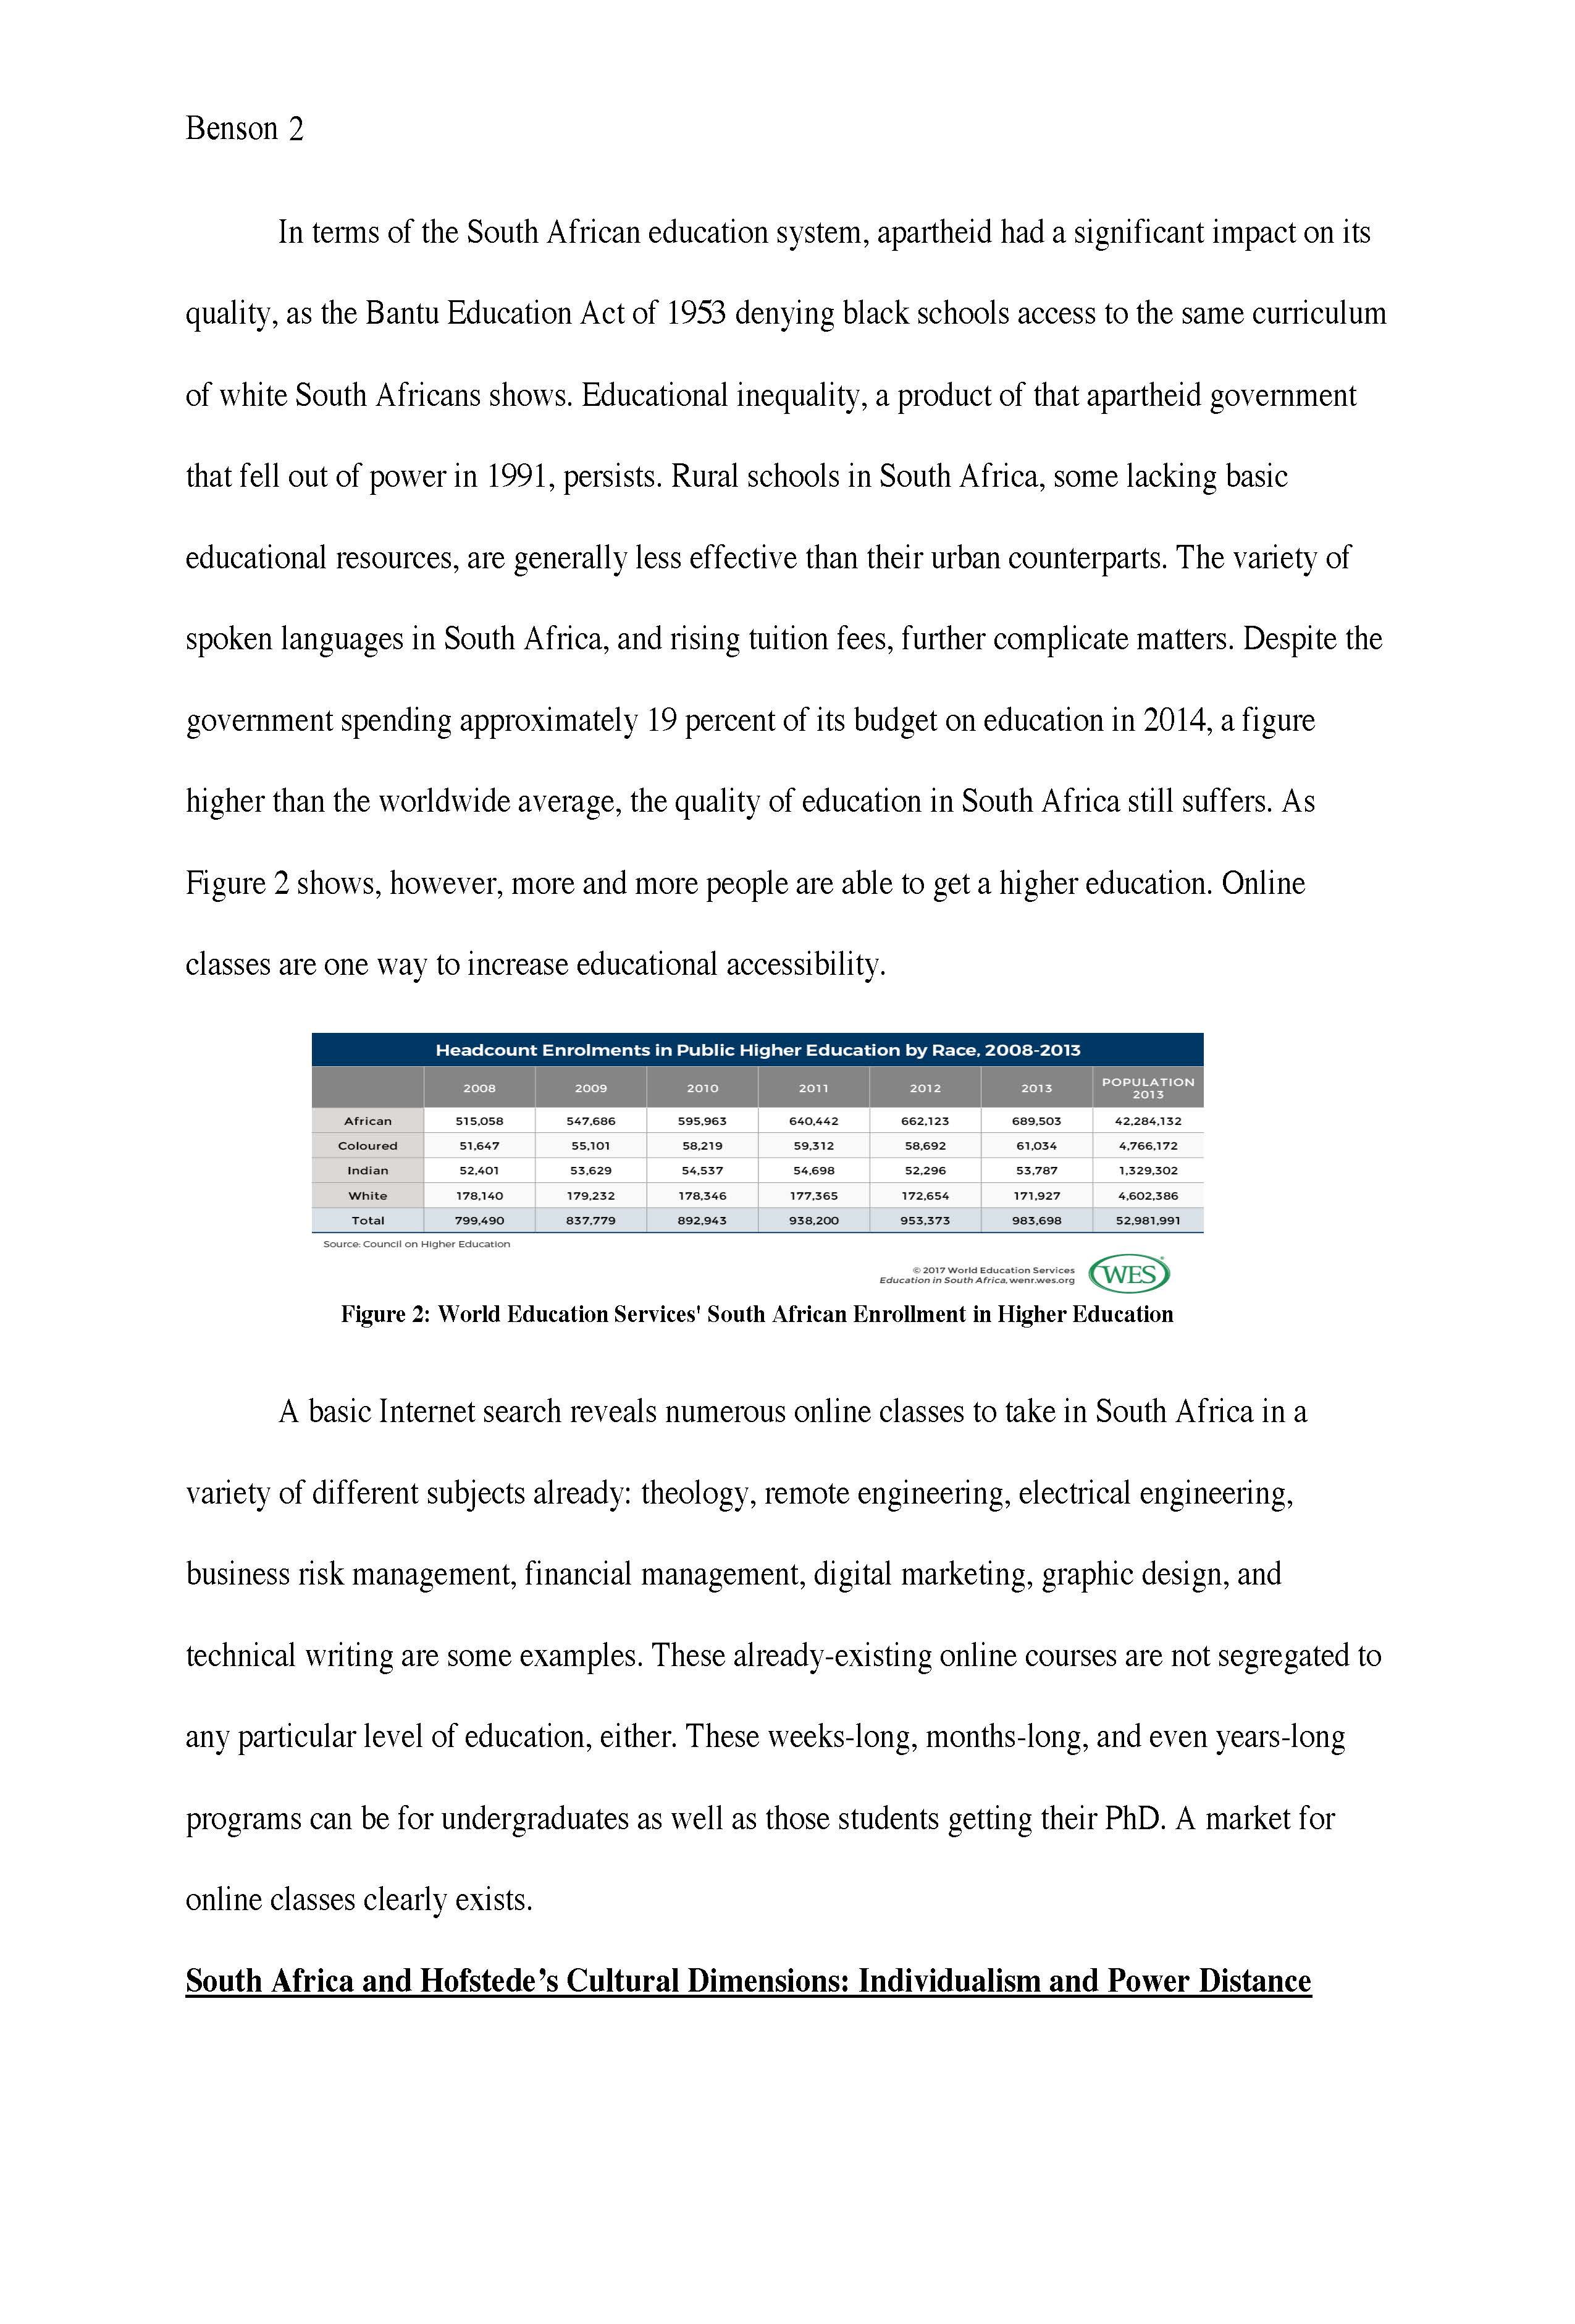 Benson 2
In terms of the South African education system, apartheid had a significant impact on its
quality, as the Bantu Education Act of 1953 denying black schools access to the same curriculum
of white South Africans shows. Educational inequality, a product of that apartheid government
that fell out of power in 1991, persists. Rural schools in South Africa, some lacking basic
educational resources, are generally less effective than their urban counterparts. The variety of
spoken languages in South Africa, and rising tuition fees, further complicate matters. Despite the
government spending approximately 19 percent of its budget on education in 2014, a figure
higher than the worldwide average, the quality of education in South Africa still suffers. As
Figure 2 shows, however, more and more people are able to get a higher education. Online
classes are one way to increase educational accessibility.
Headcount Enrolments in Public Higher Education by Race, 2008-2013
2008 2009 2010 2011 2012 2013 POPULATION 2013
African 515,058 547,686 595,963 640,442 662,123 689,503 42,284,132
Coloured 51,647 55,101 58,219 59,312 58,692 61,034 4,766,172
Indian 52,401 53,629 54,537 54,698 52,296 53,787 1,329,302
White 178,140 179,232 178,346 177,365 172,654 171,927 4,602,386
Total 799,490 837,779 892,943 938,200 953,373 983,698 52,981,991
Source: Council on Higher Education
© 2017 World Education Services
Education in South Africa, wenr.wes.org
WES
Figure 2: World Education Services' South African Enrollment in Higher Education
A basic Internet search reveals numerous online classes to take in South Africa in a
variety of different subjects already: theology, remote engineering, electrical engineering,
business risk management, financial management, digital marketing, graphic design, and
technical writing are some examples. These already-existing online courses are not segregated to
any particular level of education, either. These weeks-long, months-long, and even years-long
programs can be for undergraduates as well as those students getting their PhD. A market for
online classes clearly exists.
South Africa and Hofstede’s Cultural Dimensions: Individualism and Power Distance